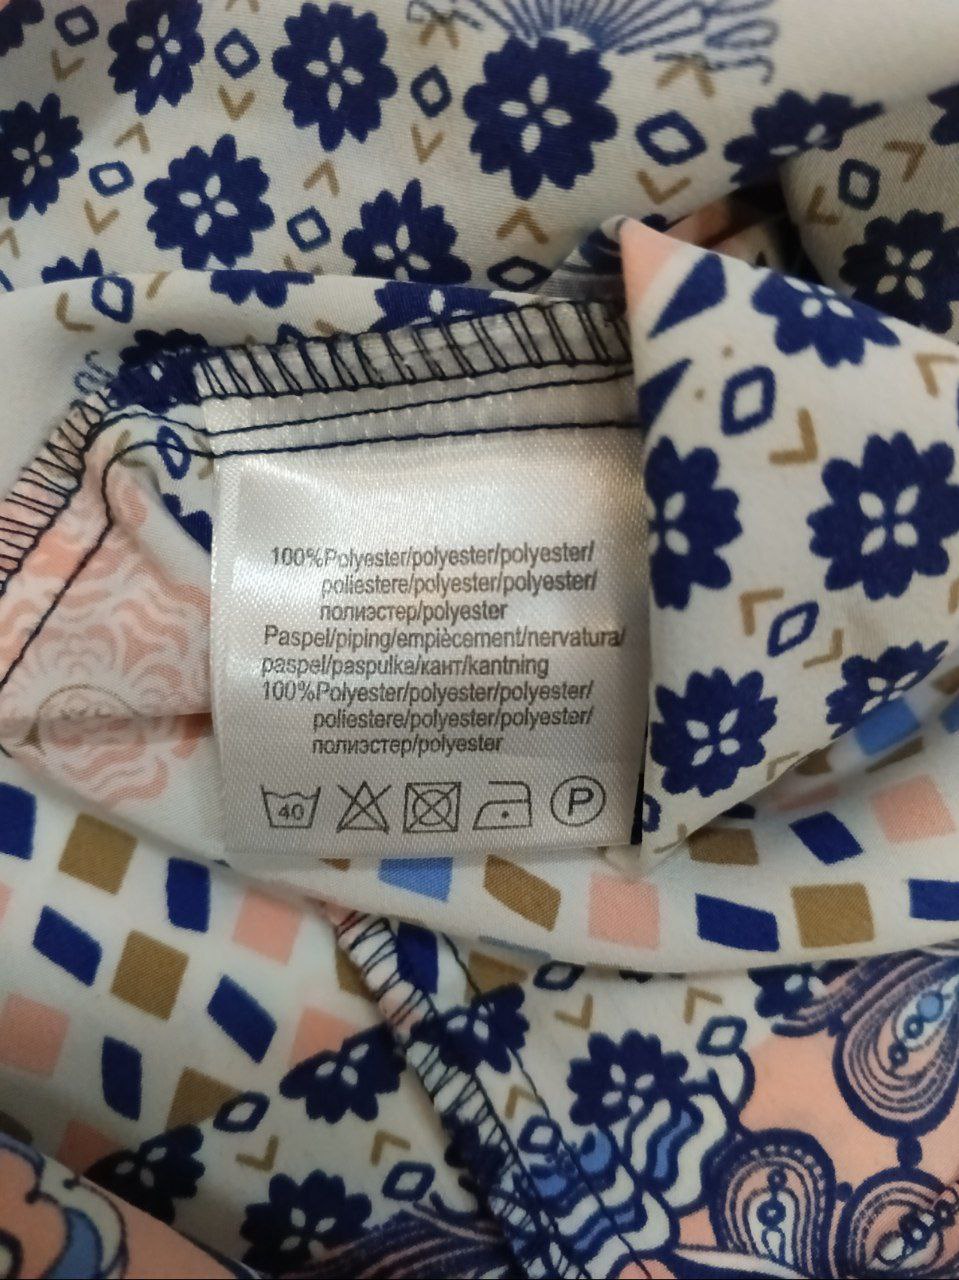 100%Polyester/polyester/polyester/
poliestere/polyester/polyester/
полиэстер/polyester
Paspel/piping/empiècement/nervatura/
paspel/paspulka/кант/kantning
100%Polyester/polyester/polyester/
poliestere/polyester/polyester/
полиэстер/polyester
40 P